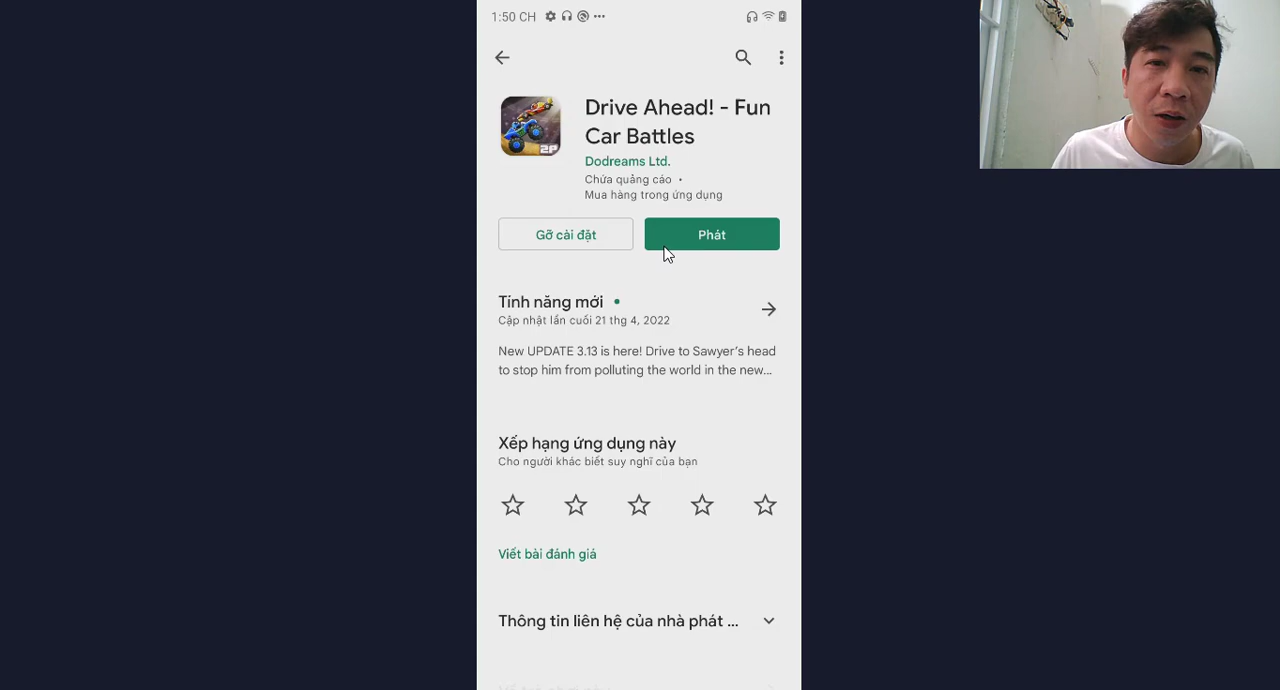 1:50 CH
Drive Ahead! - Fun
Car Battles
Dodreams Ltd.
Chứa quảng cáo •
Mua hàng trong ứng dụng
2P
Gỡ cài đặt
Phát
Tính năng mới •
Cập nhật lần cuối 21 thg 4, 2022
New UPDATE 3.13 is here! Drive to Sawyer's head
to stop him from polluting the world in the new...
Xếp hạng ứng dụng này
Cho người khác biết suy nghĩ của bạn
Viết bài đánh giá
Thông tin liên hệ của nhà phát ...